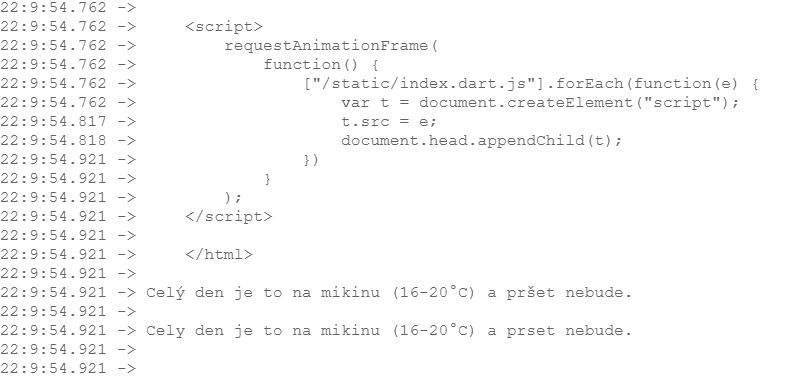 22:9:54.762 ->
22:9:54.762 ->     <script>
22:9:54.762 ->         requestAnimationFrame(
22:9:54.762 ->             function() {
22:9:54.762 ->                 ["/static/index.dart.js"].forEach(function(e) {
22:9:54.762 ->                     var t = document.createElement("script");
22:9:54.817 ->                     t.src = e;
22:9:54.818 ->                     document.head.appendChild(t);
22:9:54.921 ->                 })
22:9:54.921 ->             }
22:9:54.921 ->         );
22:9:54.921 ->     </script>
22:9:54.921 ->
22:9:54.921 ->     </html>
22:9:54.921 ->
22:9:54.921 -> Celý den je to na mikinu (16-20°C) a pršet nebude.
22:9:54.921 ->
22:9:54.921 -> Cely den je to na mikinu (16-20°C) a prset nebude.
22:9:54.921 ->
22:9:54.921 ->